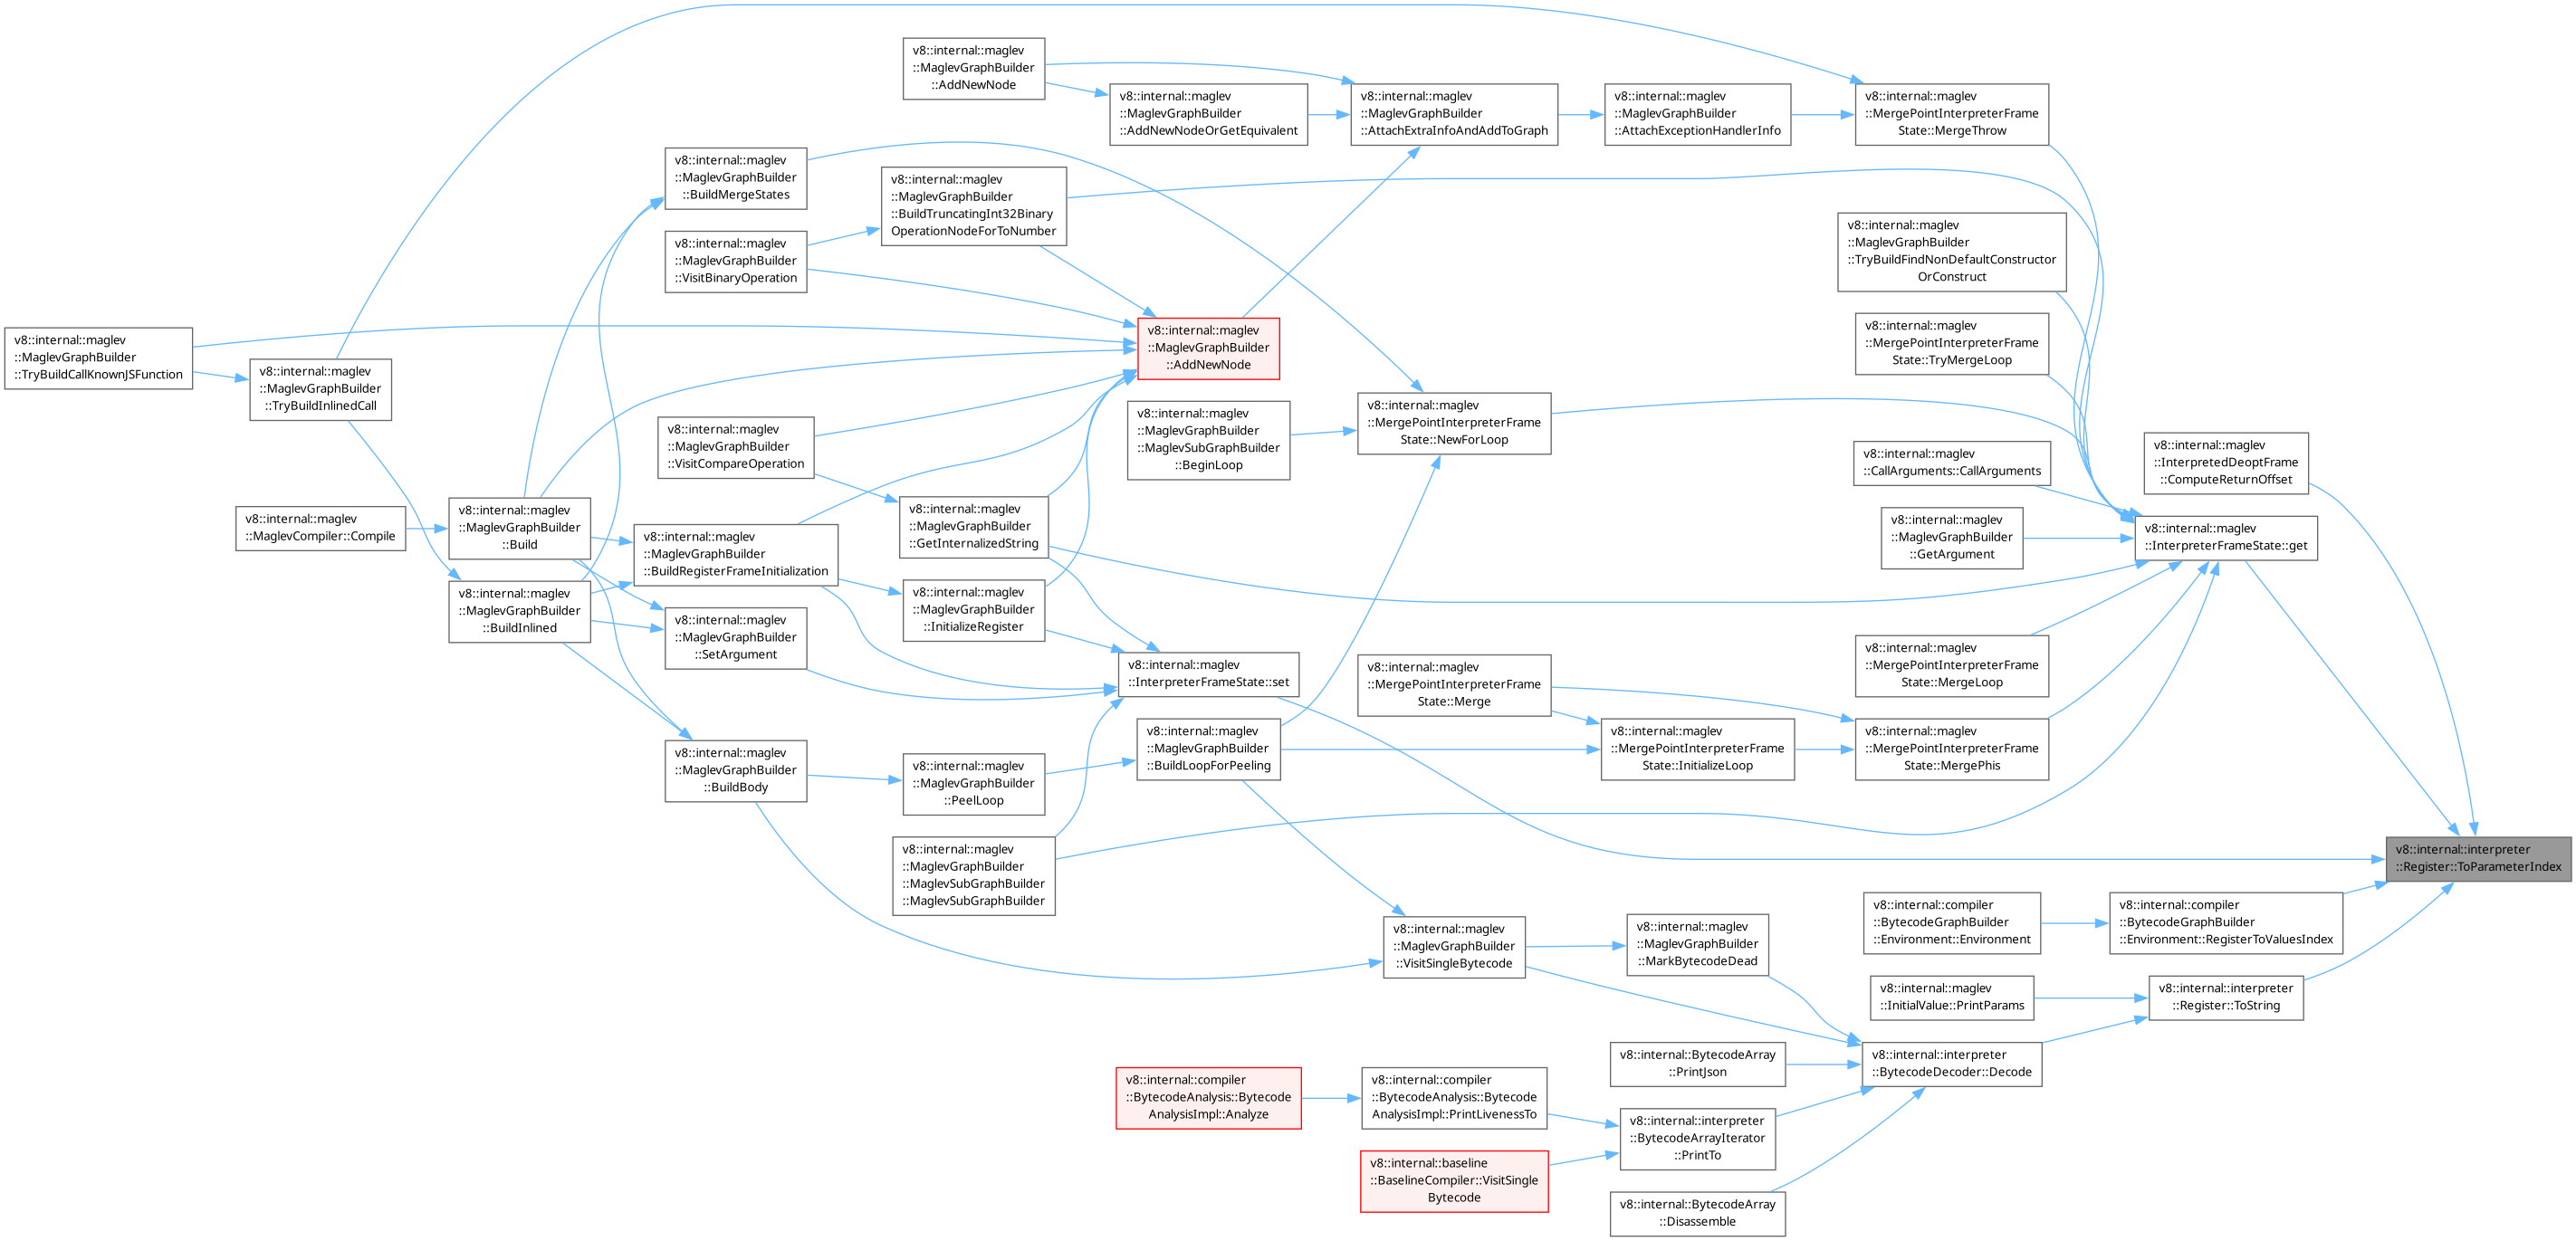 v8::internal::maglev
::MaglevGraphBuilder
::AddNewNode
v8::internal::maglev
::MaglevGraphBuilder
::AddNewNodeOrGetEquivalent
v8::internal::maglev
::MaglevGraphBuilder
::AttachExtraInfoAndAddToGraph
v8::internal::maglev
::MaglevGraphBuilder
::AttachExceptionHandlerInfo
v8::internal::maglev
::MergePointInterpreterFrame
State::MergeThrow
v8::internal::maglev
::MaglevGraphBuilder
::BuildMergeStates
v8::internal::maglev
::MaglevGraphBuilder
::BuildTruncatingInt32Binary
OperationNodeForToNumber
v8::internal::maglev
::MaglevGraphBuilder
::VisitBinaryOperation
v8::internal::maglev
::MaglevGraphBuilder
::TryBuildFindNonDefaultConstructor
OrConstruct
v8::internal::maglev
::MergePointInterpreterFrame
State::TryMergeLoop
v8::internal::maglev
::MaglevGraphBuilder
::TryBuildCallKnownJSFunction
v8::internal::maglev
::MaglevGraphBuilder
::TryBuildInlinedCall
v8::internal::maglev
::MaglevGraphBuilder
::AddNewNode
v8::internal::maglev
::MaglevGraphBuilder
::VisitCompareOperation
v8::internal::maglev
::MaglevGraphBuilder
::MaglevSubGraphBuilder
::BeginLoop
v8::internal::maglev
::MergePointInterpreterFrame
State::NewForLoop
v8::internal::maglev
::CallArguments::CallArguments
v8::internal::maglev
::InterpretedDeoptFrame
::ComputeReturnOffset
v8::internal::maglev
::MaglevCompiler::Compile
v8::internal::maglev
::MaglevGraphBuilder
::Build
v8::internal::maglev
::MaglevGraphBuilder
::BuildRegisterFrameInitialization
v8::internal::maglev
::MaglevGraphBuilder
::GetInternalizedString
v8::internal::maglev
::MaglevGraphBuilder
::GetArgument
v8::internal::maglev
::InterpreterFrameState::get
v8::internal::maglev
::MaglevGraphBuilder
::BuildInlined
v8::internal::maglev
::MaglevGraphBuilder
::SetArgument
v8::internal::maglev
::MaglevGraphBuilder
::InitializeRegister
v8::internal::maglev
::InterpreterFrameState::set
v8::internal::maglev
::MergePointInterpreterFrame
State::Merge
v8::internal::maglev
::MergePointInterpreterFrame
State::MergeLoop
v8::internal::maglev
::MaglevGraphBuilder
::BuildBody
v8::internal::maglev
::MaglevGraphBuilder
::PeelLoop
v8::internal::maglev
::MaglevGraphBuilder
::BuildLoopForPeeling
v8::internal::maglev
::MergePointInterpreterFrame
State::InitializeLoop
v8::internal::maglev
::MergePointInterpreterFrame
State::MergePhis
v8::internal::maglev
::MaglevGraphBuilder
::MaglevSubGraphBuilder
::MaglevSubGraphBuilder
v8::internal::interpreter
::Register::ToParameterIndex
v8::internal::maglev
::MaglevGraphBuilder
::VisitSingleBytecode
v8::internal::maglev
::MaglevGraphBuilder
::MarkBytecodeDead
v8::internal::compiler
::BytecodeGraphBuilder
::Environment::Environment
v8::internal::compiler
::BytecodeGraphBuilder
::Environment::RegisterToValuesIndex
v8::internal::maglev
::InitialValue::PrintParams
v8::internal::interpreter
::Register::ToString
v8::internal::BytecodeArray
::PrintJson
v8::internal::interpreter
::BytecodeDecoder::Decode
v8::internal::compiler
::BytecodeAnalysis::Bytecode
AnalysisImpl::Analyze
v8::internal::compiler
::BytecodeAnalysis::Bytecode
AnalysisImpl::PrintLivenessTo
v8::internal::interpreter
::BytecodeArrayIterator
::PrintTo
v8::internal::baseline
::BaselineCompiler::VisitSingle
Bytecode
v8::internal::BytecodeArray
::Disassemble